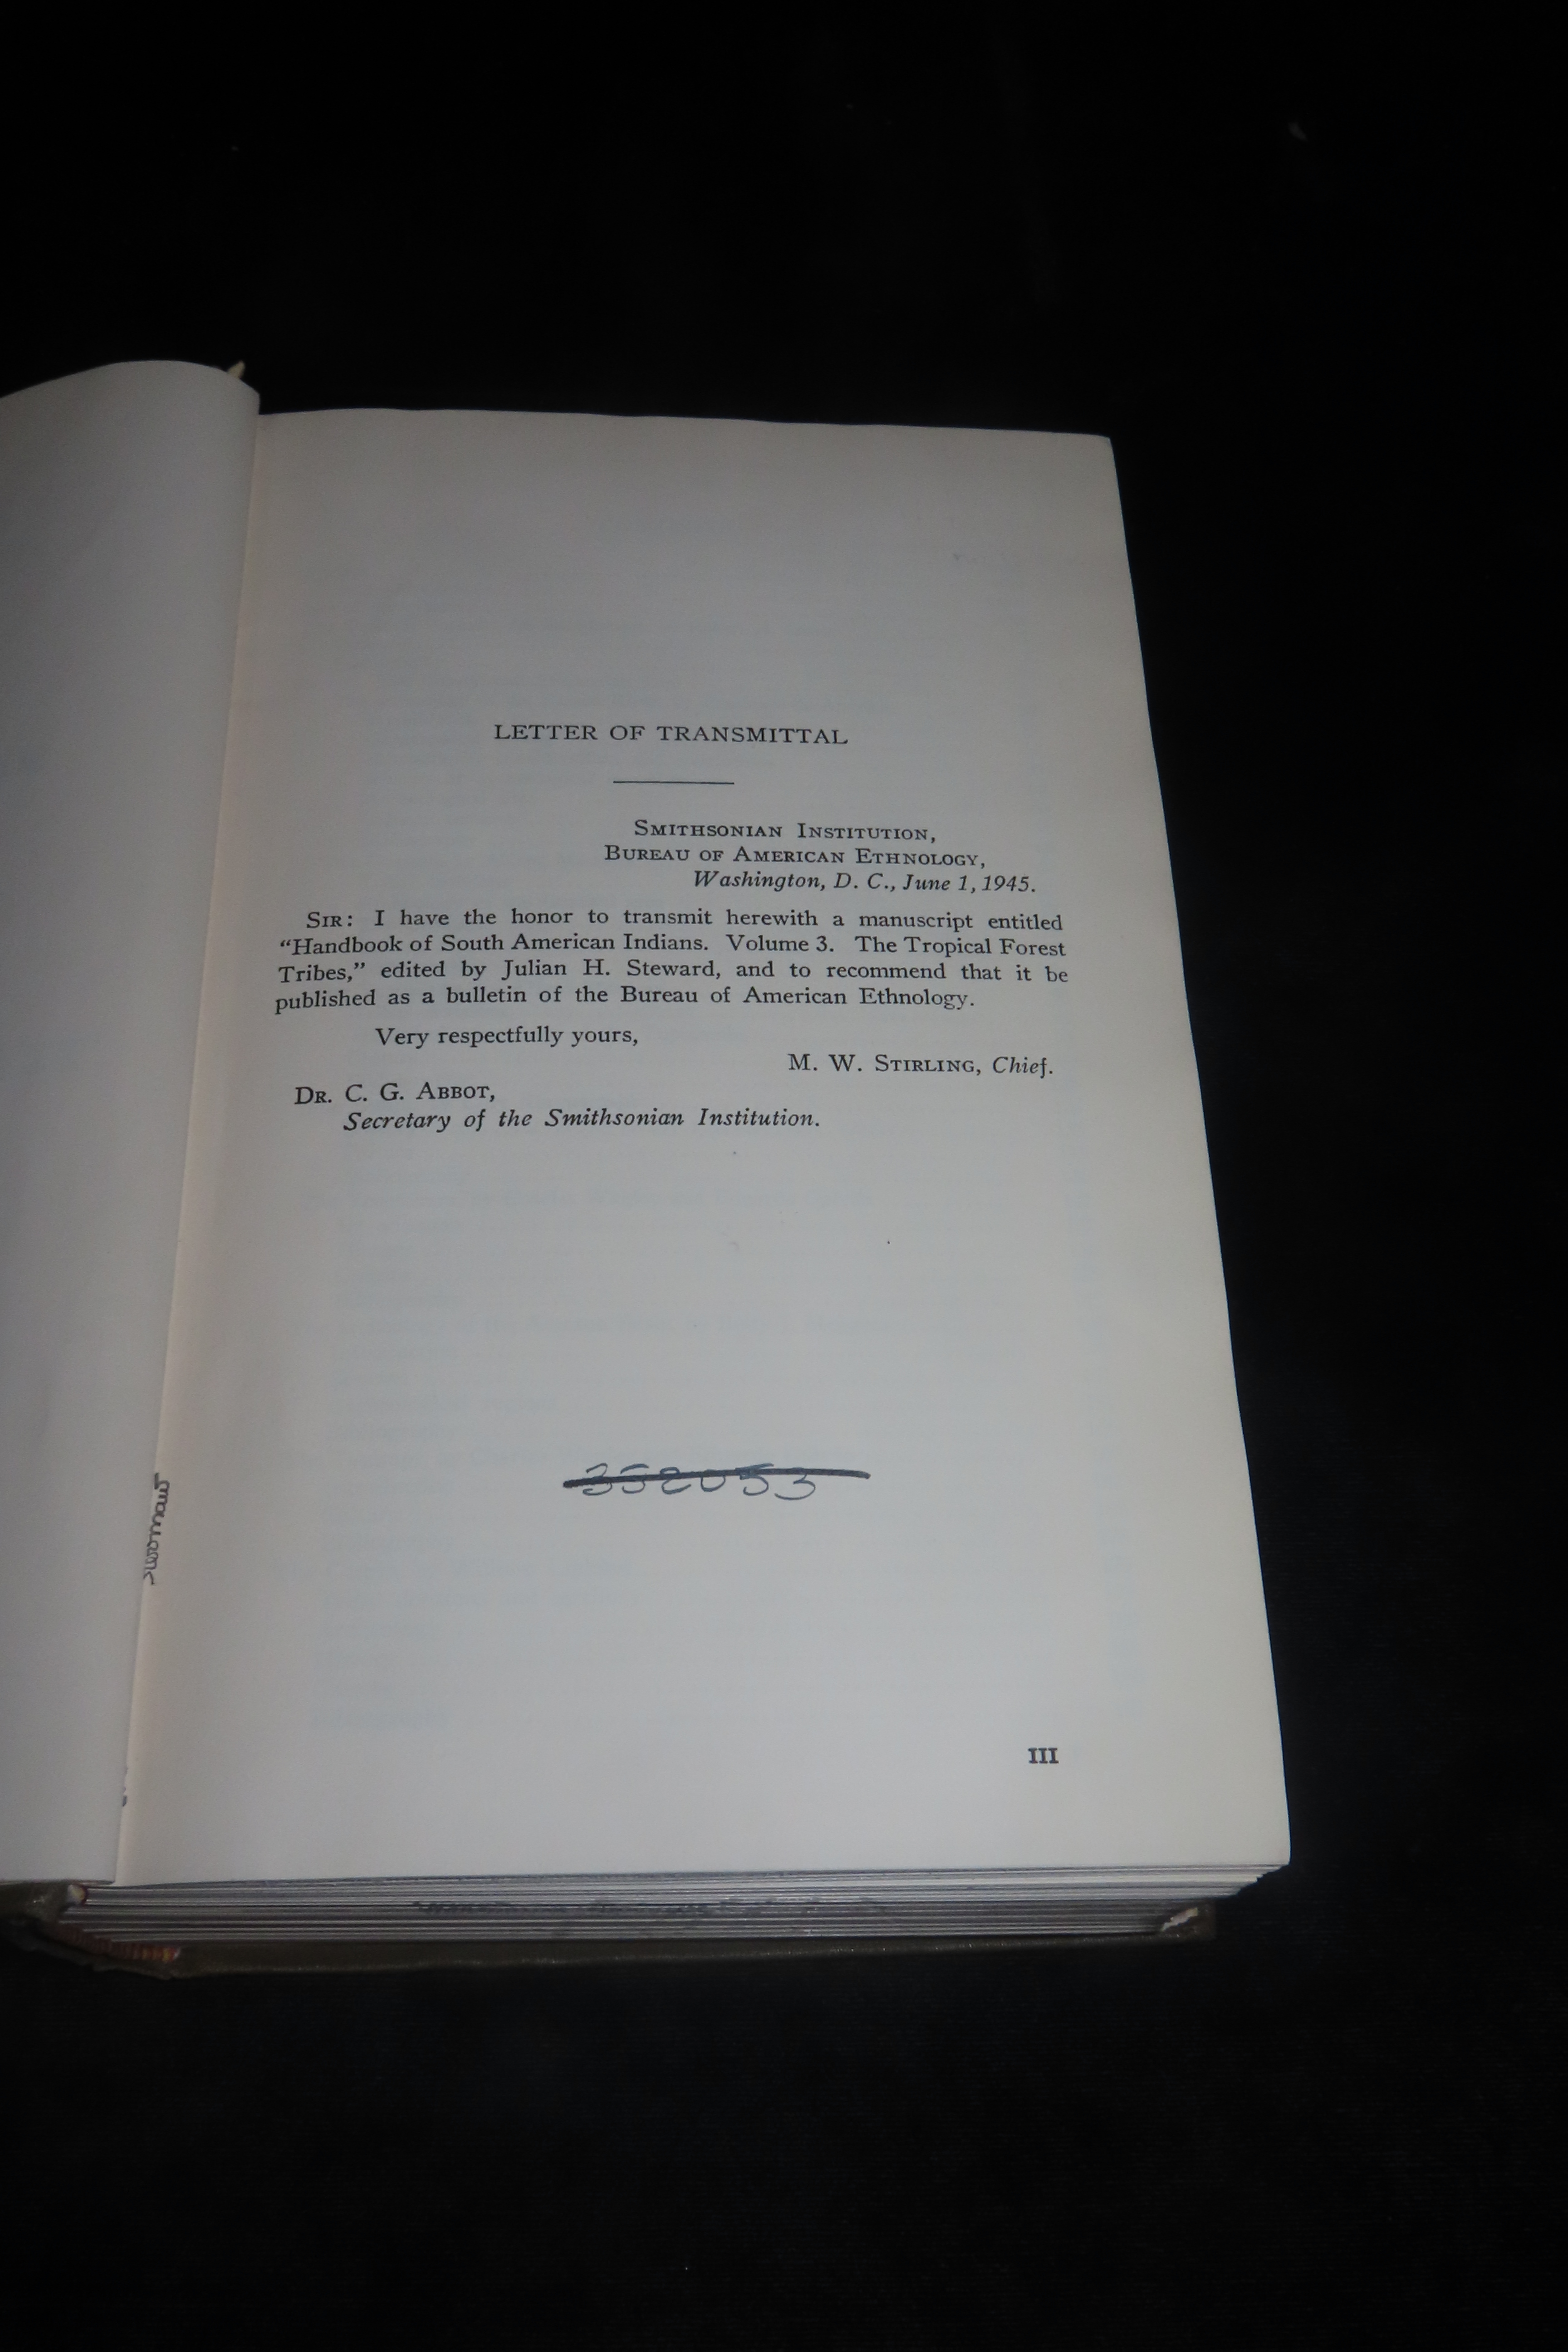 LETTER OF TRANSMITTAL
SMITHSONIAN INSTITUTION,
BUREAU OF AMERICAN ETHNOLOGY,
Washington, D. C., June 1, 1945.
SIR: I have the honor to transmit herewith a manuscript entitled
“Handbook of South American Indians. Volume 3. The Tropical Forest
Tribes,” edited by Julian H. Steward, and to recommend that it be
published as a bulletin of the Bureau of American Ethnology.
Very respectfully yours,
M. W. STIRLING, Chief.
DR. C. G. ABBOT,
Secretary of the Smithsonian Institution.
352053
III